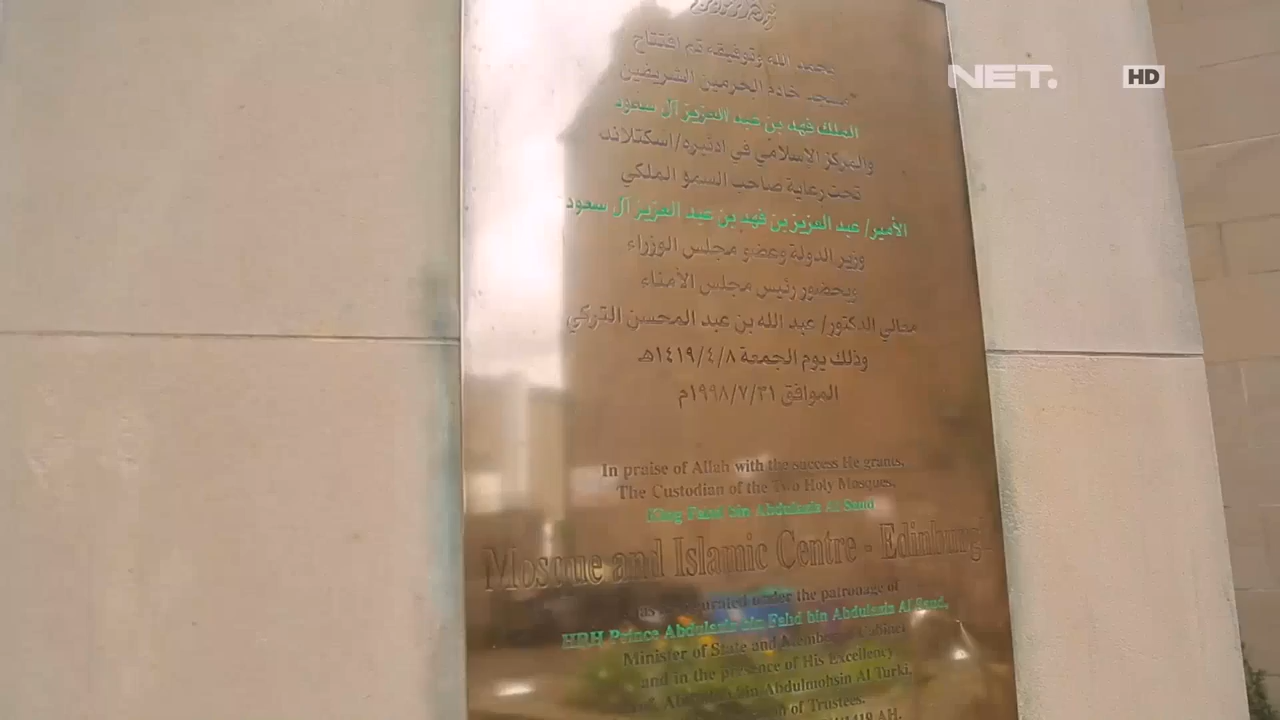 بحمد الله وتوفيقه تم افتتاح
مسجد خادم الحرمين الشريفين
الملك فهد بن عبد العزيز آل سعود
والمركز الإسلامي في ادنبره/اسكتلانده
تحت رعاية صاحب السمو الملكي
الأمير/ عبد العزيز بن فهد بن عبد العزيز آل سعود
وزير الدولة وعضو مجلس الوزراء
وبحضور رئيس مجلس الأمناء
معالي الدكتور/ عبد الله بن عبد المحسن التركي
وذلك يوم الجمعة ١٤١٩/٤/٨هـ
الموافق ١٩٩٨/٧/٣١م
In praise of Allah with the success He grants,
The Custodian of the Two Holy Mosques,
King Fahd bin Abdulaziz Al Saud
Mosque and Islamic Centre - Edinburgh
was inaugurated under the patronage of
HRH Prince Abdulaziz bin Fahd bin Abdulaziz Al Saud,
Minister of State and Member of Cabinet
and in the presence of His Excellency
bin Abdulmohsin Al Turki,
of Trustees.
1419 AH.
NET.
HD